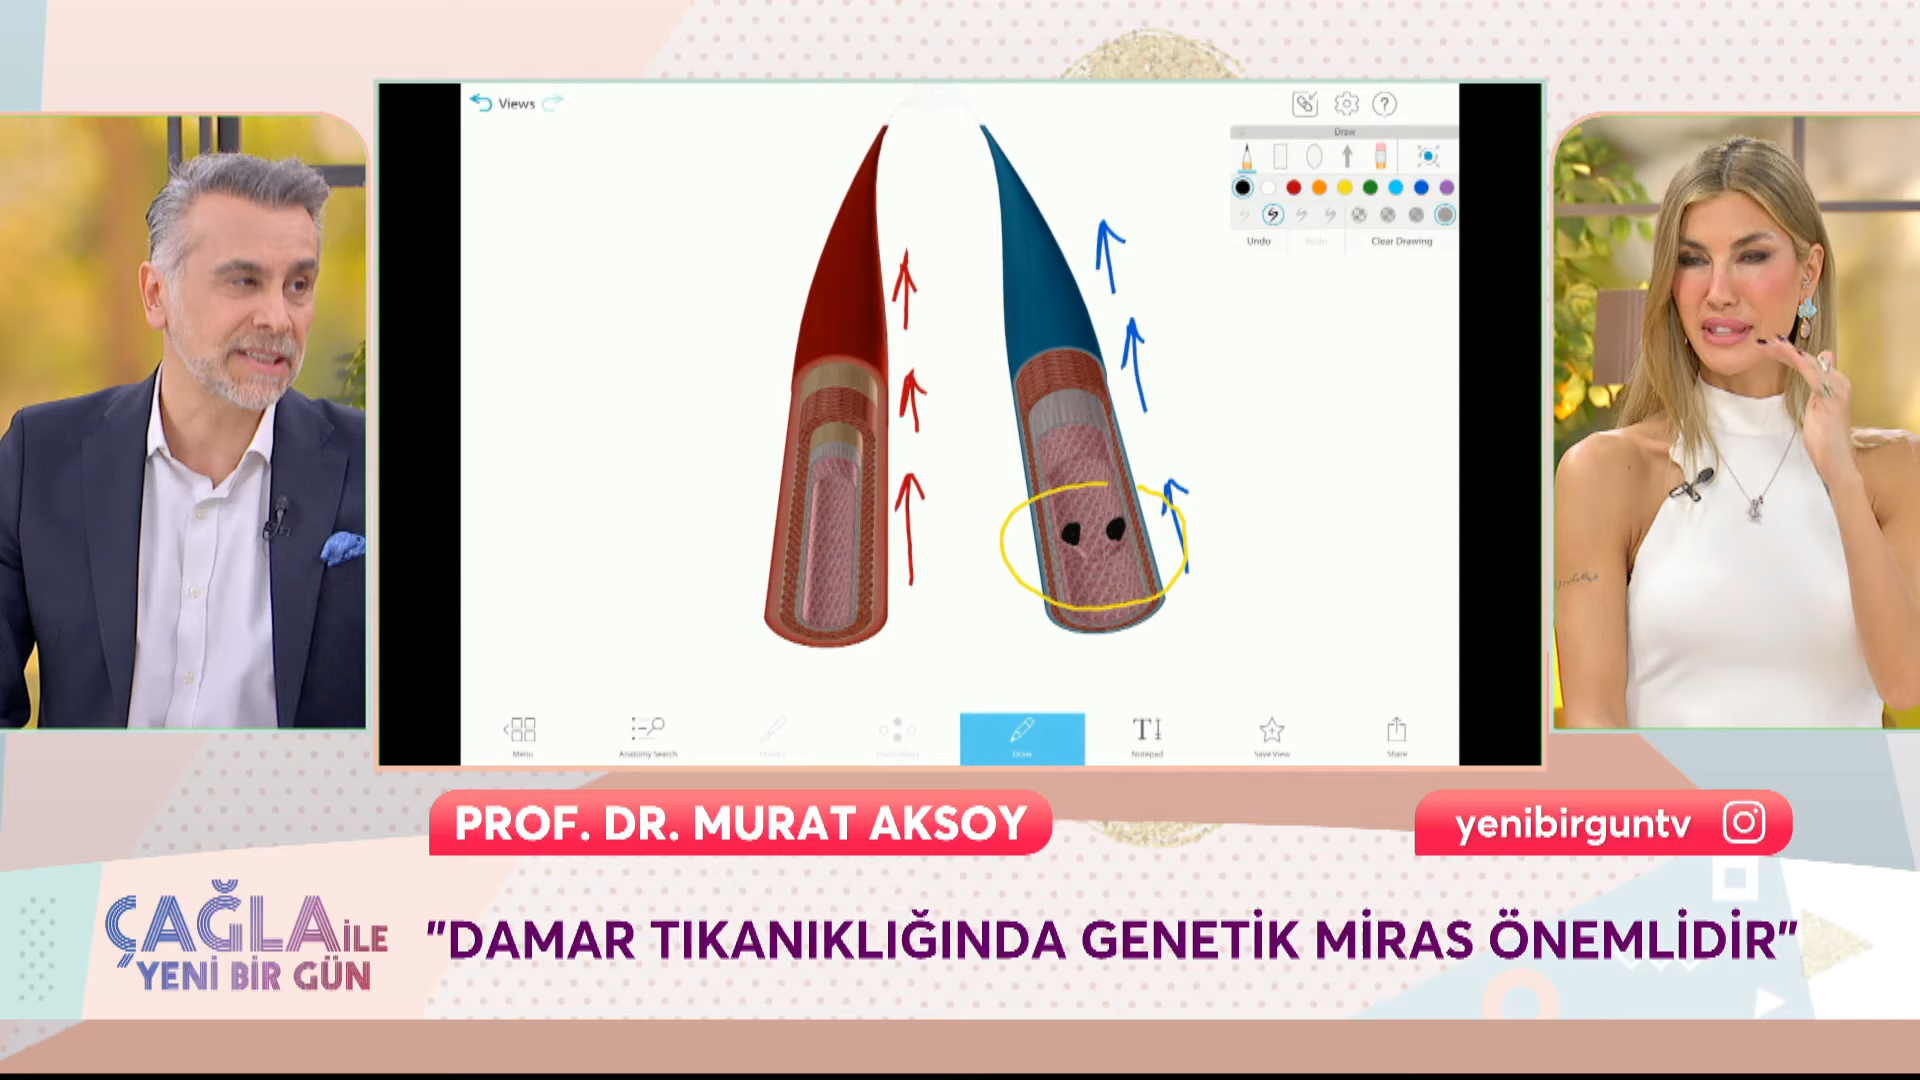 Views
Draw
Undo
Redo
Clear Drawing
Menu
Anatomy Search
Draw
Notepad
Save View
Share
PROF. DR. MURAT AKSOY
yenibirguntv
ÇAĞLA İLE
YENİ BİR GÜN
"DAMAR TIKANIKLIĞINDA GENETİK MİRAS ÖNEMLİDİR"